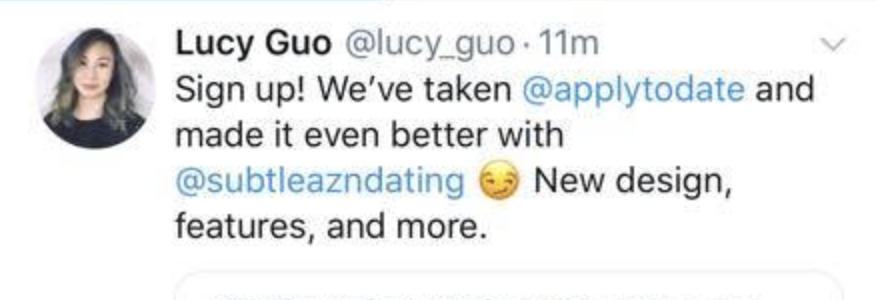 Lucy Guo @lucy_guo · 11m
Sign up! We've taken @applytodate and
made it even better with
@subtleazndating 😏 New design,
features, and more.